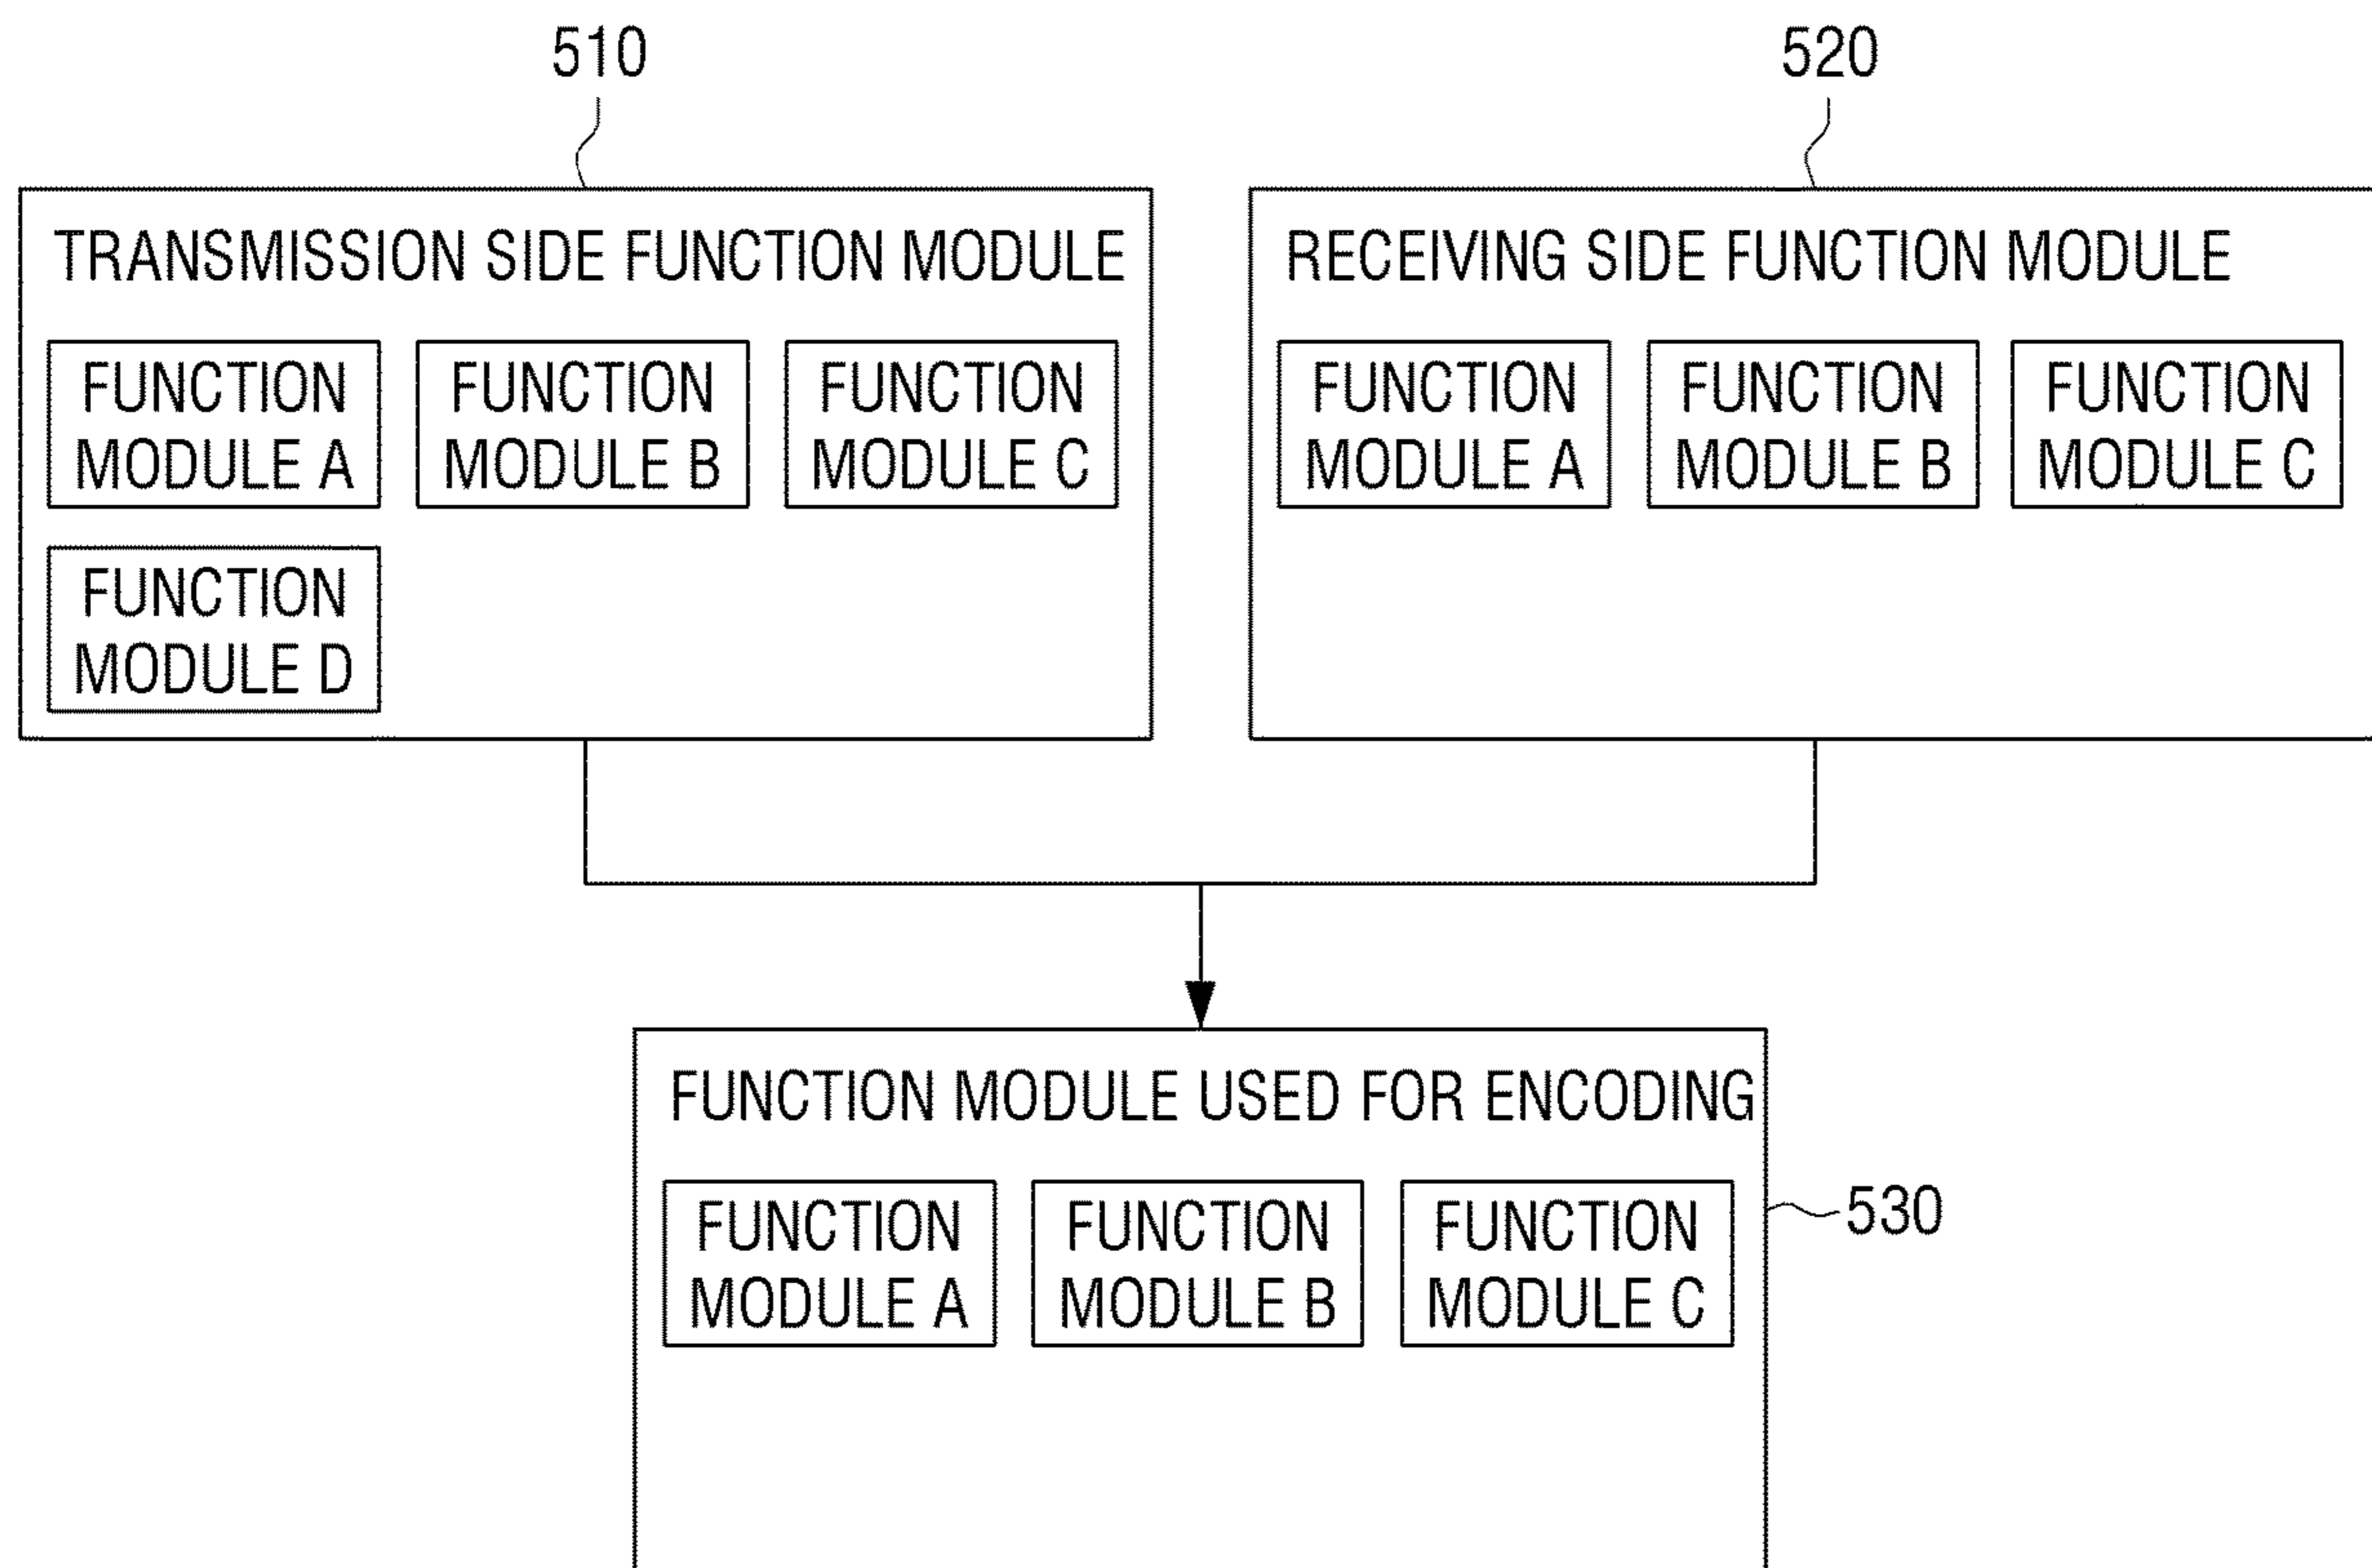 510
520
TRANSMISSION SIDE FUNCTION MODULE
FUNCTION
MODULE A
FUNCTION
MODULE B
FUNCTION
MODULE C
FUNCTION
MODULE D
RECEIVING SIDE FUNCTION MODULE
FUNCTION
MODULE A
FUNCTION
MODULE B
FUNCTION
MODULE C
FUNCTION MODULE USED FOR ENCODING
FUNCTION
MODULE A
FUNCTION
MODULE B
FUNCTION
MODULE C
530